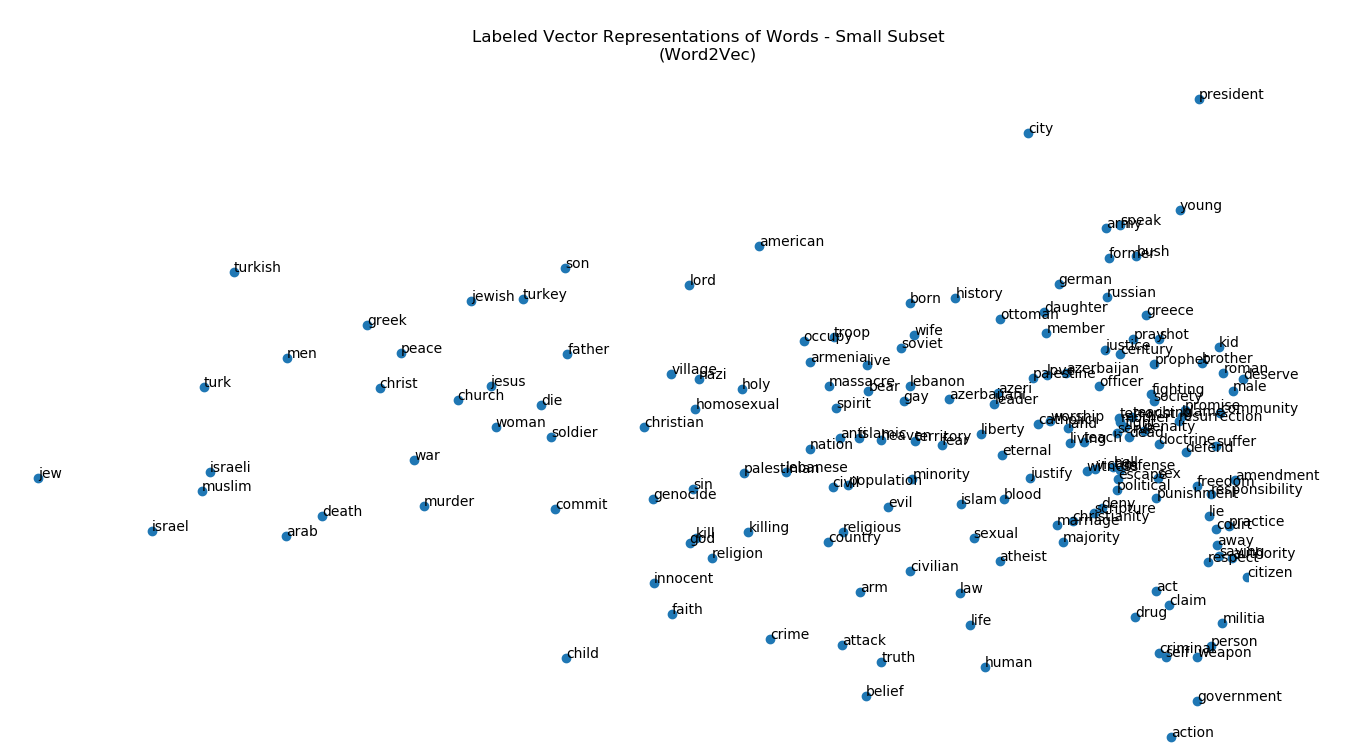 Labeled Vector Representations of Words - Small Subset
(Word2Vec)
president
city
young
speak
army
american
bush
former
son
turkish
lord
german
russian
jewish
turkey
born
history
daughter
ottoman
greece
greek
member
troop
wife
occupy
pray
shot
kid
soviet
justice
century
men
peace
father
armenia
live
prophet
brother
village
nazi
azerbaijan
palestine
roman
deserve
turk
christ
jesus
holy
massacre
bear
lebanon
azeri
officer
male
church
die
homosexual
spirit
gay
azerbaijani
leader
fighting
society
promise
community
woman
soldier
christian
catholic
worship
land
resurrection
penalty
nation
anti
islamic
heaven
territory
fear
liberty
living
teach
dead
doctrine
suffer
defend
eternal
war
jew
israeli
muslim
palestinian
lebanese
civil
population
minority
justify
hell
defense
escape
sex
political
freedom
amendment
responsibility
punishment
sin
genocide
death
murder
commit
evil
islam
blood
deny
scripture
christianity
marriage
majority
lie
court
practice
israel
arab
kill
god
killing
religious
country
sexual
away
saying
authority
respect
religion
atheist
citizen
innocent
civilian
arm
law
act
claim
drug
faith
life
militia
crime
attack
criminal
self
person
weapon
child
truth
human
belief
government
action